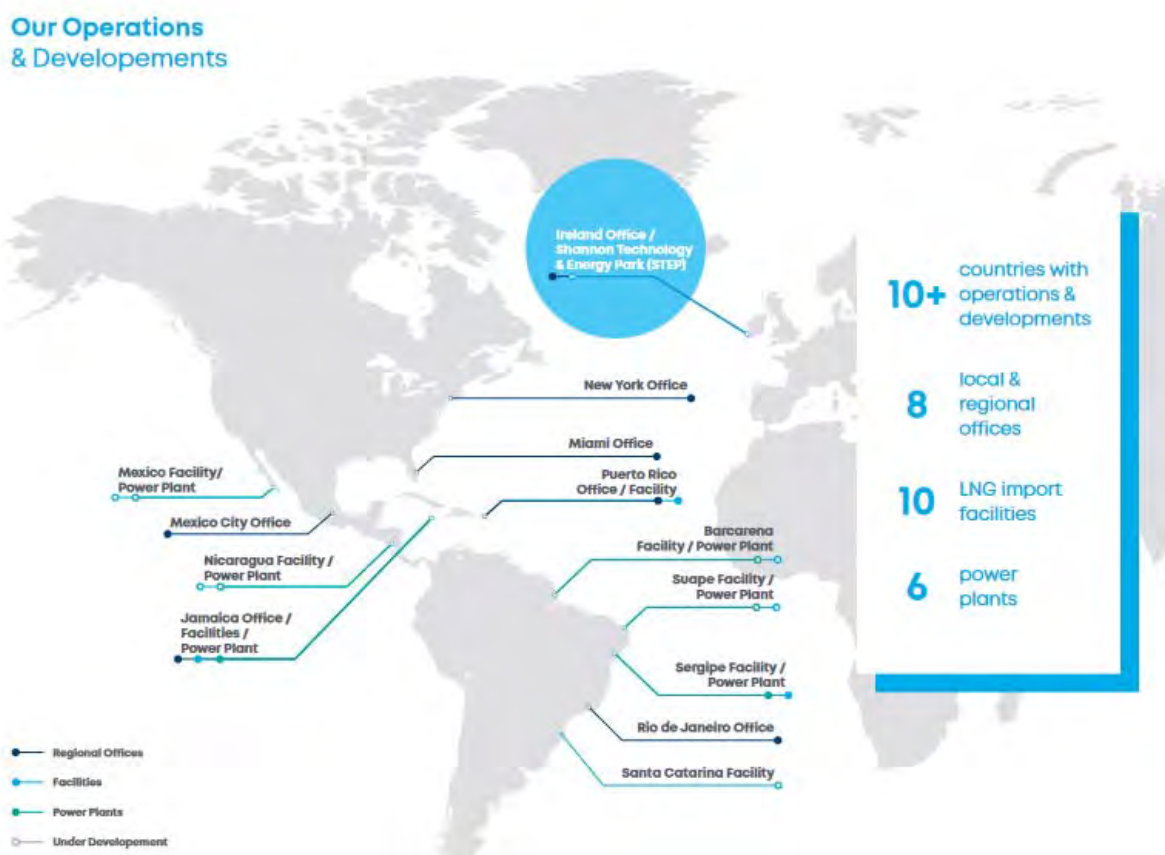 Our Operations
& Developements
Ireland Office /
Shannon Technology
& Energy Park (STEP)
New York Office
Miami Office
Puerto Rico
Office / Facility
Mexico Facility/
Power Plant
Mexico City Office
Nicaragua Facility /
Power Plant
Jamaica Office /
Facilities /
Power Plant
Barcarena
Facility / Power Plant
Suape Facility /
Power Plant
Sergipe Facility /
Power Plant
Rio de Janeiro Office
Santa Catarina Facility
10+
countries with
operations &
developments
8
local &
regional
offices
10
LNG import
facilities
6
power
plants
Regional Offices
Facilities
Power Plants
Under Developement